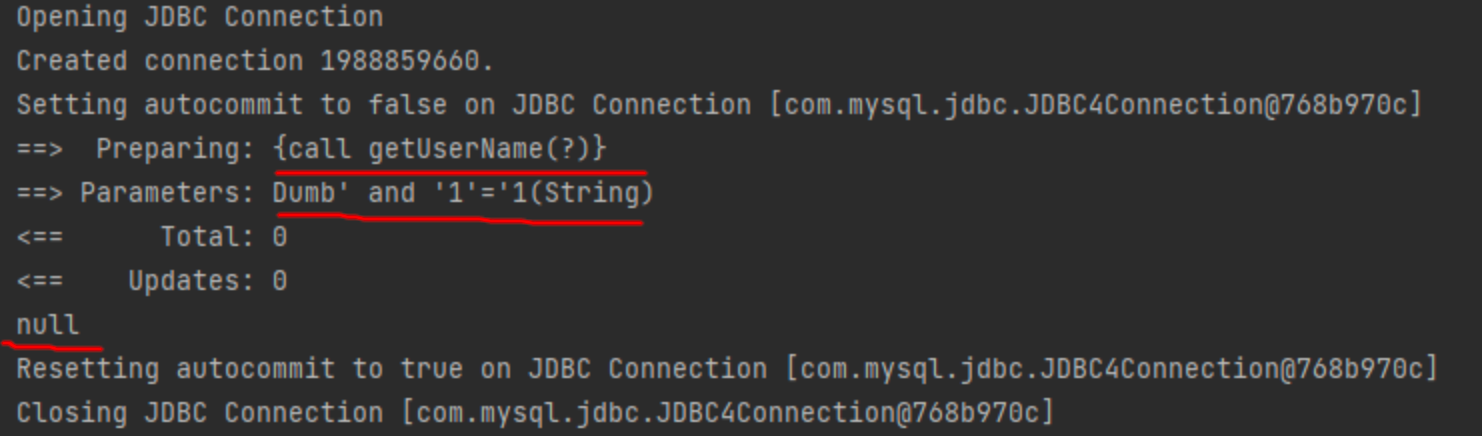 Opening JDBC Connection
Created connection 1988859660.
Setting autocommit to false on JDBC Connection [com.mysql.jdbc.JDBC4Connection@768b970c]
==>  Preparing: {call getUserName(?)}
==> Parameters: Dumb' and '1'='1(String)
<==      Total: 0
<==    Updates: 0
null
Resetting autocommit to true on JDBC Connection [com.mysql.jdbc.JDBC4Connection@768b970c]
Closing JDBC Connection [com.mysql.jdbc.JDBC4Connection@768b970c]